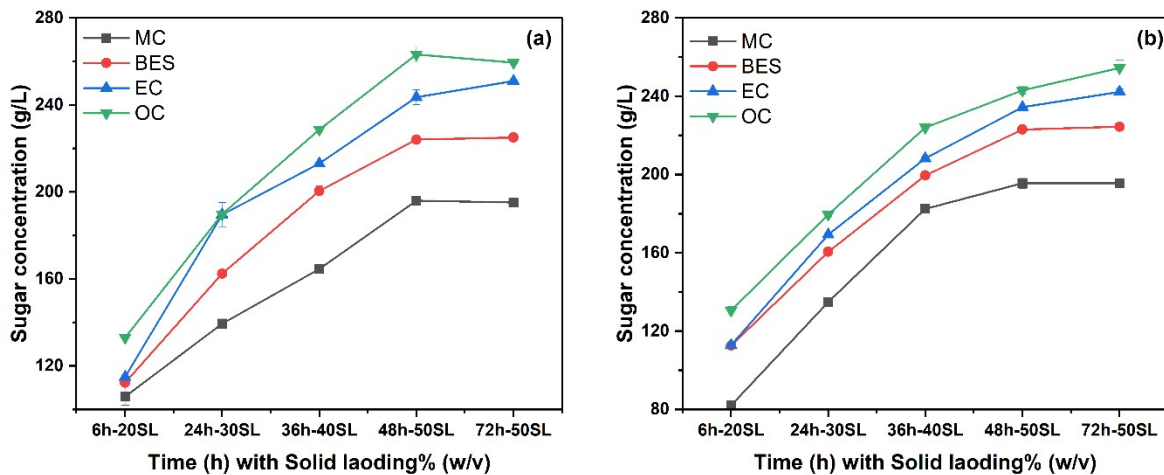 (a)
MC
BES
EC
OC
280
240
200
160
120
Sugar concentration (g/L)
6h-20SL 24h-30SL 36h-40SL 48h-50SL 72h-50SL
Time (h) with Solid laoding% (w/v)
(b)
MC
BES
EC
OC
280
240
200
160
120
80
Sugar concentration (g/L)
6h-20SL 24h-30SL 36h-40SL 48h-50SL 72h-50SL
Time (h) with Solid laoding% (w/v)